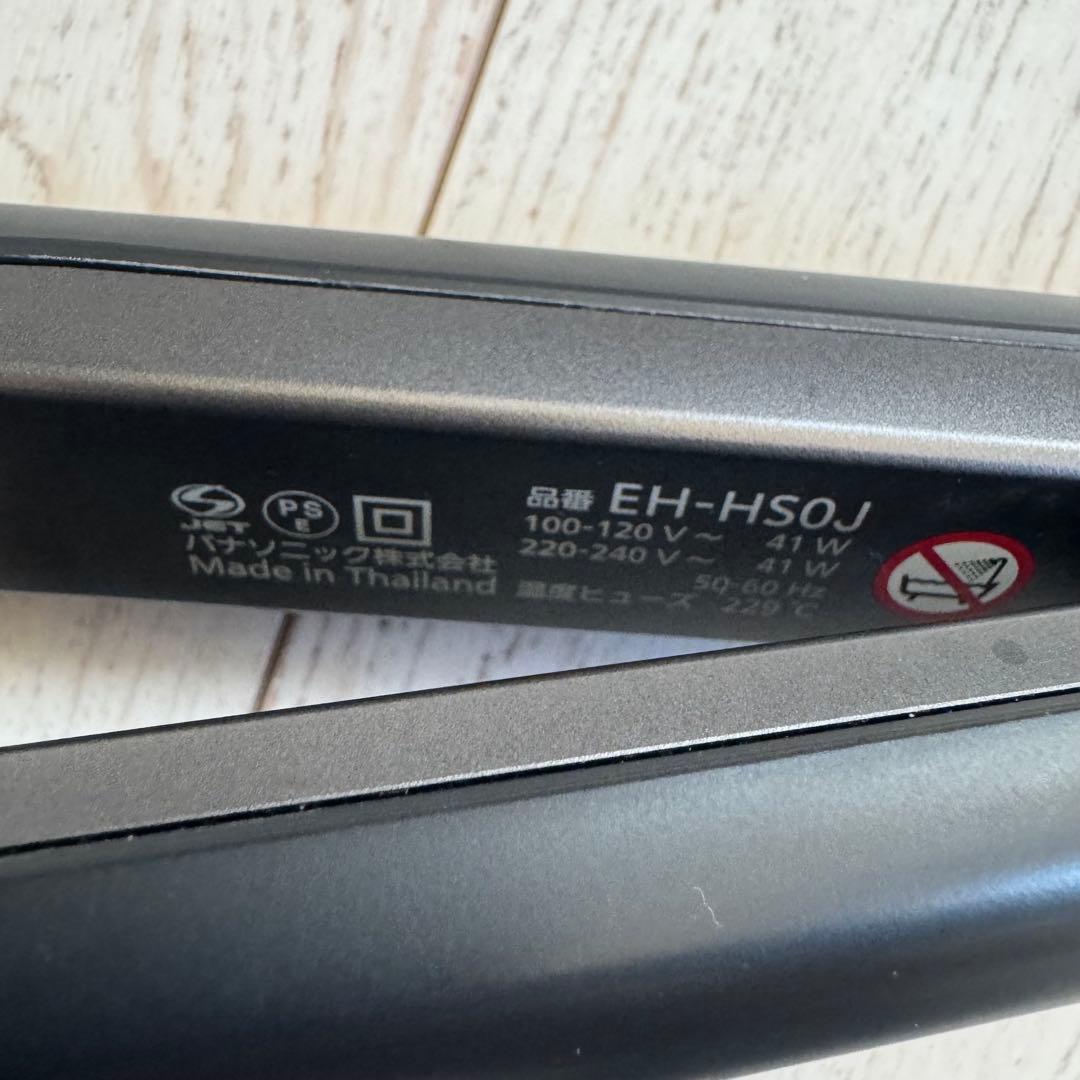 JET PS E
パナソニック株式会社
Made in Thailand
品番 EH-HS0J
100-120 V～ 41 W
220-240 V～ 41 W
50-60 Hz
温度ヒューズ 229 ℃